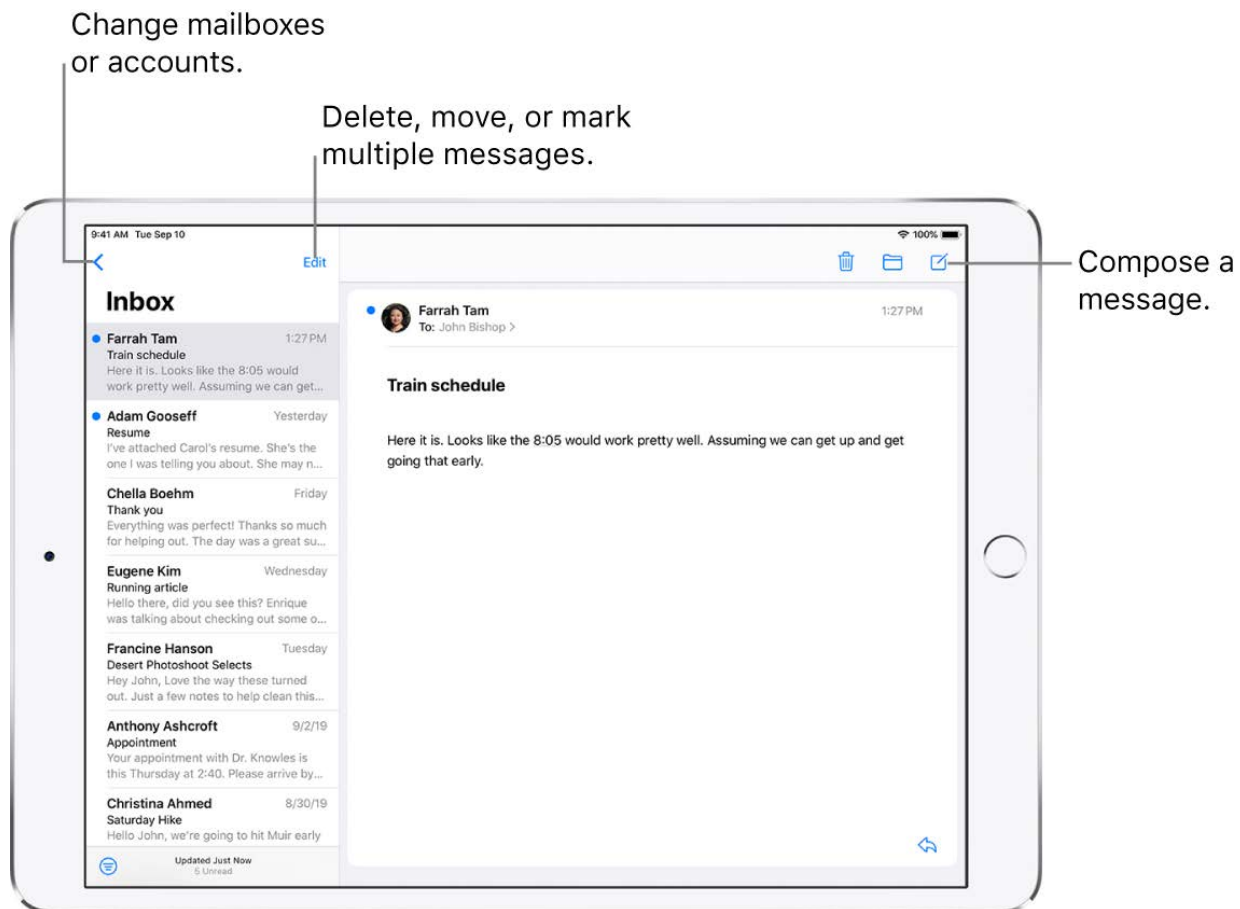 Change mailboxes
or accounts.
Delete, move, or mark
multiple messages.
9:41 AM Tue Sep 10
100%
Edit
Compose a
message.
Inbox
Farrah Tam 1:27 PM
Train schedule
Here it is. Looks like the 8:05 would
work pretty well. Assuming we can get...
Adam Gooseff Yesterday
Resume
I've attached Carol's resume. She's the
one I was telling you about. She may n...
Chella Boehm Friday
Thank you
Everything was perfect! Thanks so much
for helping out. The day was a great su...
Eugene Kim Wednesday
Running article
Hello there, did you see this? Enrique
was talking about checking out some o...
Francine Hanson Tuesday
Desert Photoshoot Selects
Hey John, Love the way these turned
out. Just a few notes to help clean this...
Anthony Ashcroft 9/2/19
Appointment
Your appointment with Dr. Knowles is
this Thursday at 2:40. Please arrive by...
Christina Ahmed 8/30/19
Saturday Hike
Hello John, we're going to hit Muir early
Updated Just Now
5 Unread
Farrah Tam 1:27 PM
To: John Bishop >
Train schedule
Here it is. Looks like the 8:05 would work pretty well. Assuming we can get up and get
going that early.